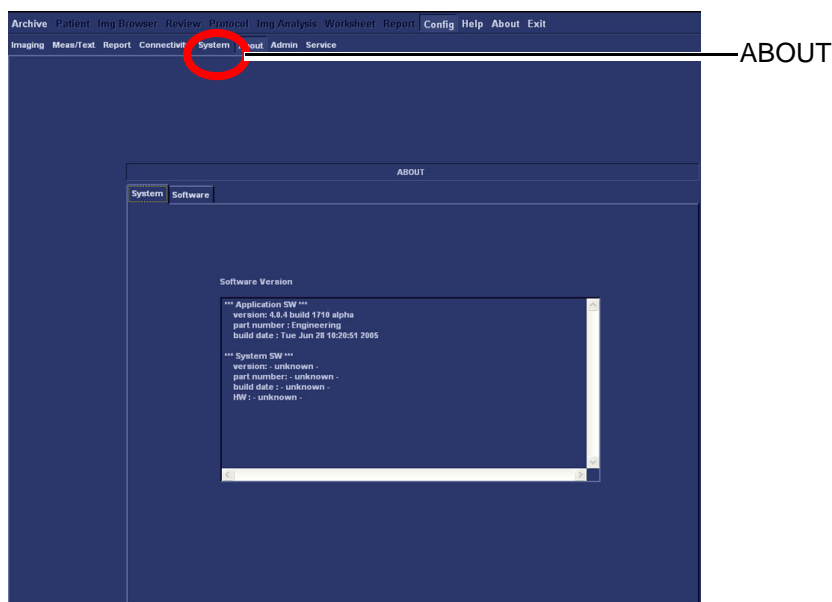 Archive Patient Img Browser Review Protocol Img Analysis Worksheet Report Config Help About Exit
Imaging Meas/Text Report Connectivity System About Admin Service
ABOUT
ABOUT
System Software
Software Version
*** Application SW ***
version: 4.0.4 build 1710 alpha
part number : Engineering
build date : Tue Jun 28 10:20:51 2005
*** System SW ***
version: - unknown -
part number: - unknown -
build date : - unknown -
HW : - unknown -